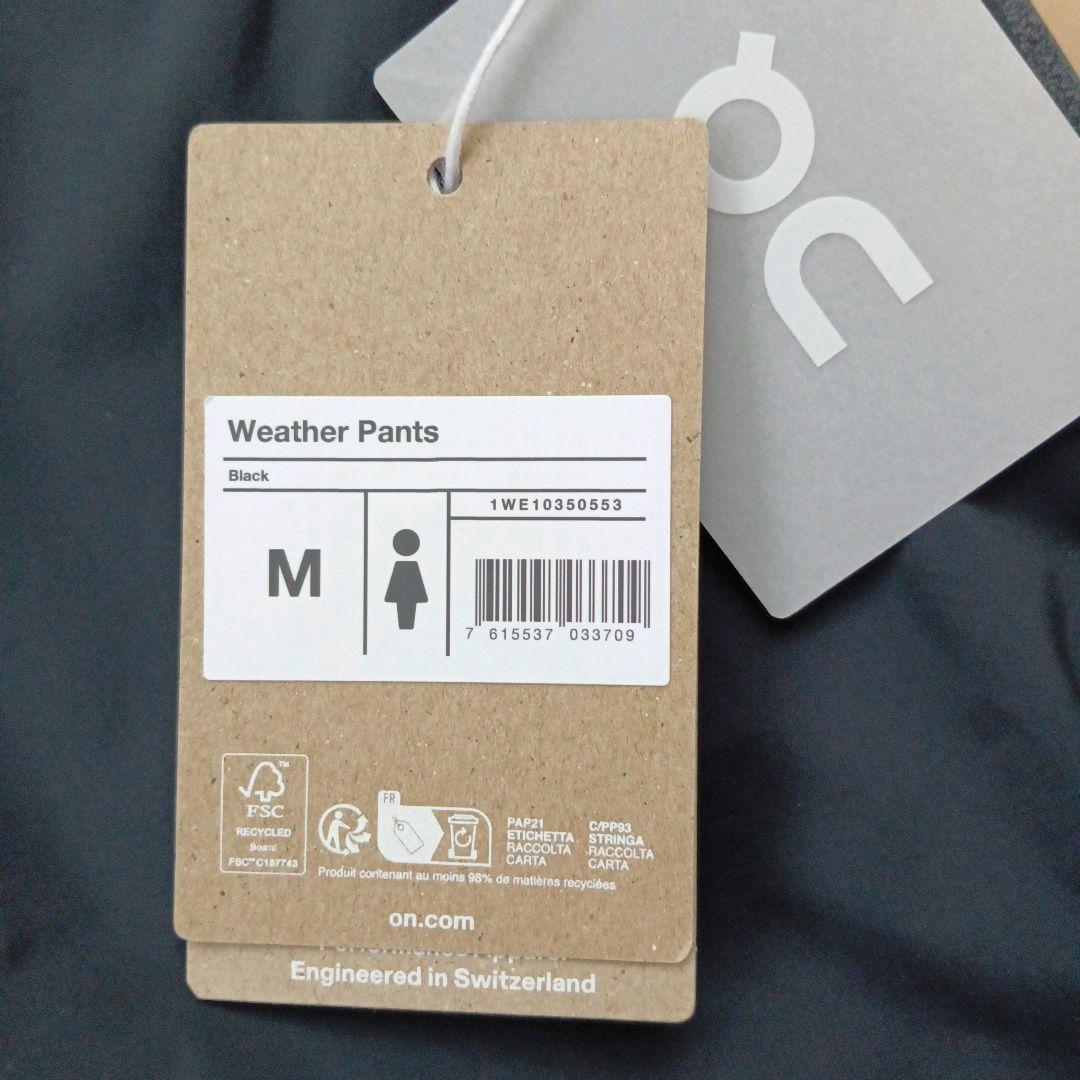 on
Weather Pants
Black
1WE10350553
M
7 615537 033709
FSC™
RECYCLED
Board
FSC™ C187743
FR
PAP21
ETICHETTA
RACCOLTA
CARTA
C/PP93
STRINGA
RACCOLTA
CARTA
Produit contenant au moins 98% de matières recyclées
on.com
Engineered in Switzerland